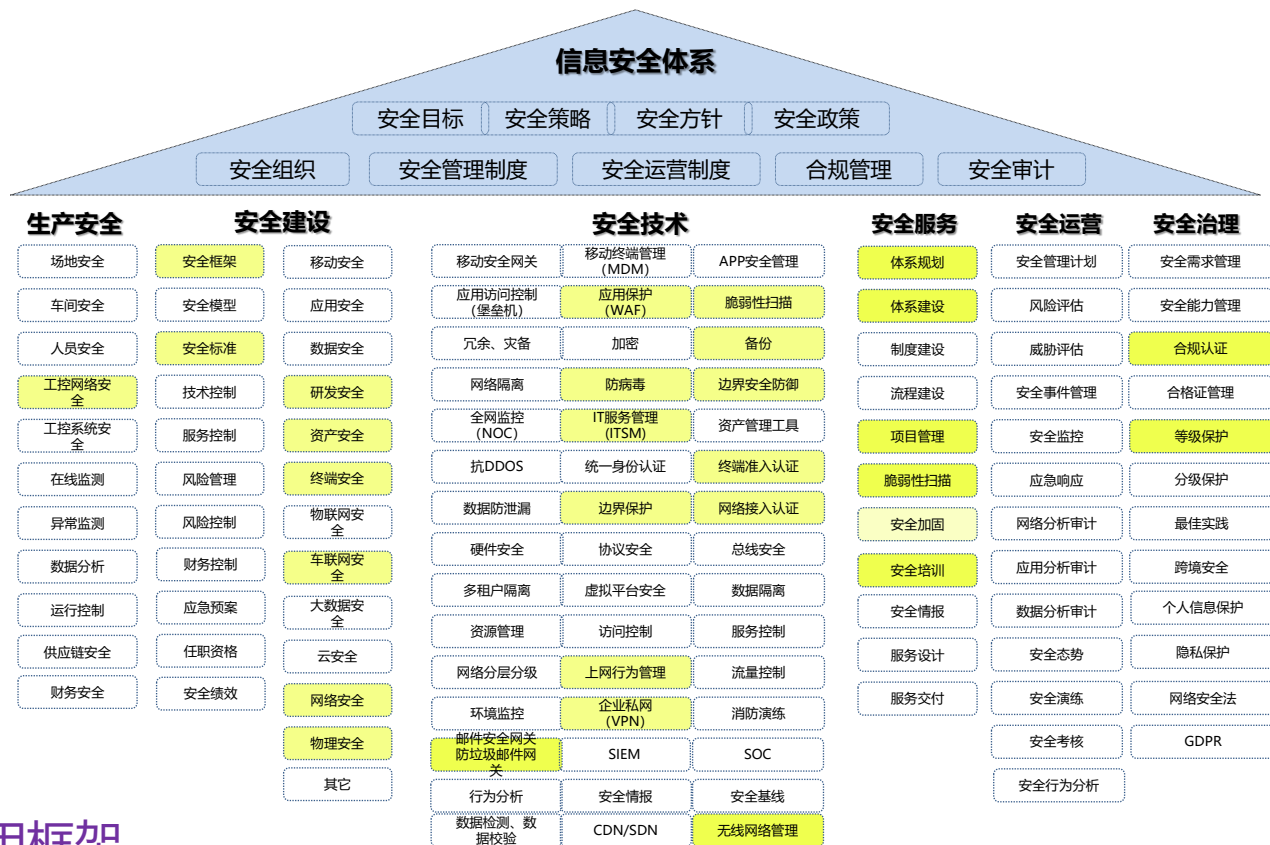 信息安全体系
安全目标 安全策略 安全方针 安全政策
安全组织 安全管理制度 安全运营制度 合规管理 安全审计
生产安全
场地安全
车间安全
人员安全
工控网络安
全
工控系统安
全
在线监测
异常监测
数据分析
运行控制
供应链安全
财务安全
安全建设
安全框架
安全模型
安全标准
技术控制
服务控制
风险管理
风险控制
财务控制
应急预案
任职资格
安全绩效
移动安全
应用安全
数据安全
研发安全
资产安全
终端安全
物联网安
全
车联网安
全
大数据安
全
云安全
网络安全
物理安全
其它
安全技术
移动安全网关
应用访问控制
（堡垒机）
冗余、灾备
网络隔离
全网监控
（NOC）
抗DDOS
数据防泄漏
硬件安全
多租户隔离
资源管理
网络分层分级
环境监控
邮件安全网关
防垃圾邮件网
关
行为分析
数据检测、数
据校验
移动终端管理
（MDM）
应用保护
（WAF）
加密
防病毒
IT服务管理
（ITSM）
统一身份认证
边界保护
协议安全
虚拟平台安全
访问控制
上网行为管理
企业私网
（VPN）
SIEM
安全情报
CDN/SDN
APP安全管理
脆弱性扫描
备份
边界安全防御
资产管理工具
终端准入认证
网络接入认证
总线安全
数据隔离
服务控制
流量控制
消防演练
SOC
安全基线
无线网络管理
安全服务
体系规划
体系建设
制度建设
流程建设
项目管理
脆弱性扫描
安全加固
安全培训
安全情报
服务设计
服务交付
安全运营
安全管理计划
风险评估
威胁评估
安全事件管理
安全监控
应急响应
网络分析审计
应用分析审计
数据分析审计
安全态势
安全演练
安全考核
安全行为分析
安全治理
安全需求管理
安全能力管理
合规认证
合格证管理
等级保护
分级保护
最佳实践
跨境安全
个人信息保护
隐私保护
网络安全法
GDPR
框架